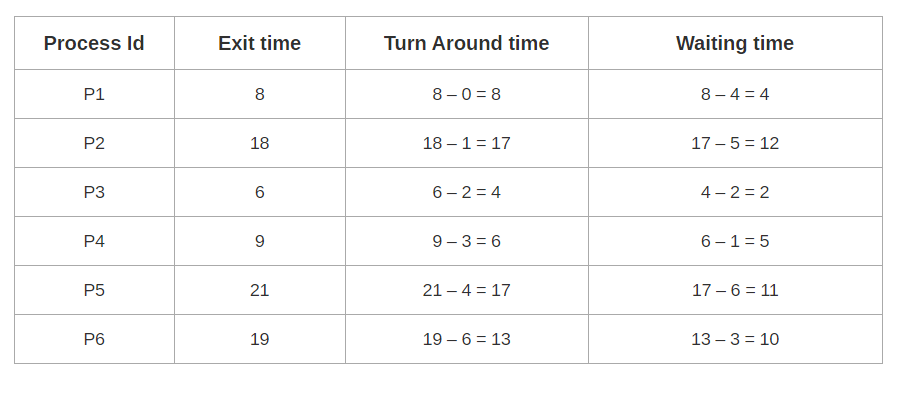 Process Id Exit time Turn Around time Waiting time
P1 8 8 – 0 = 8 8 – 4 = 4
P2 18 18 – 1 = 17 17 – 5 = 12
P3 6 6 – 2 = 4 4 – 2 = 2
P4 9 9 – 3 = 6 6 – 1 = 5
P5 21 21 – 4 = 17 17 – 6 = 11
P6 19 19 – 6 = 13 13 – 3 = 10